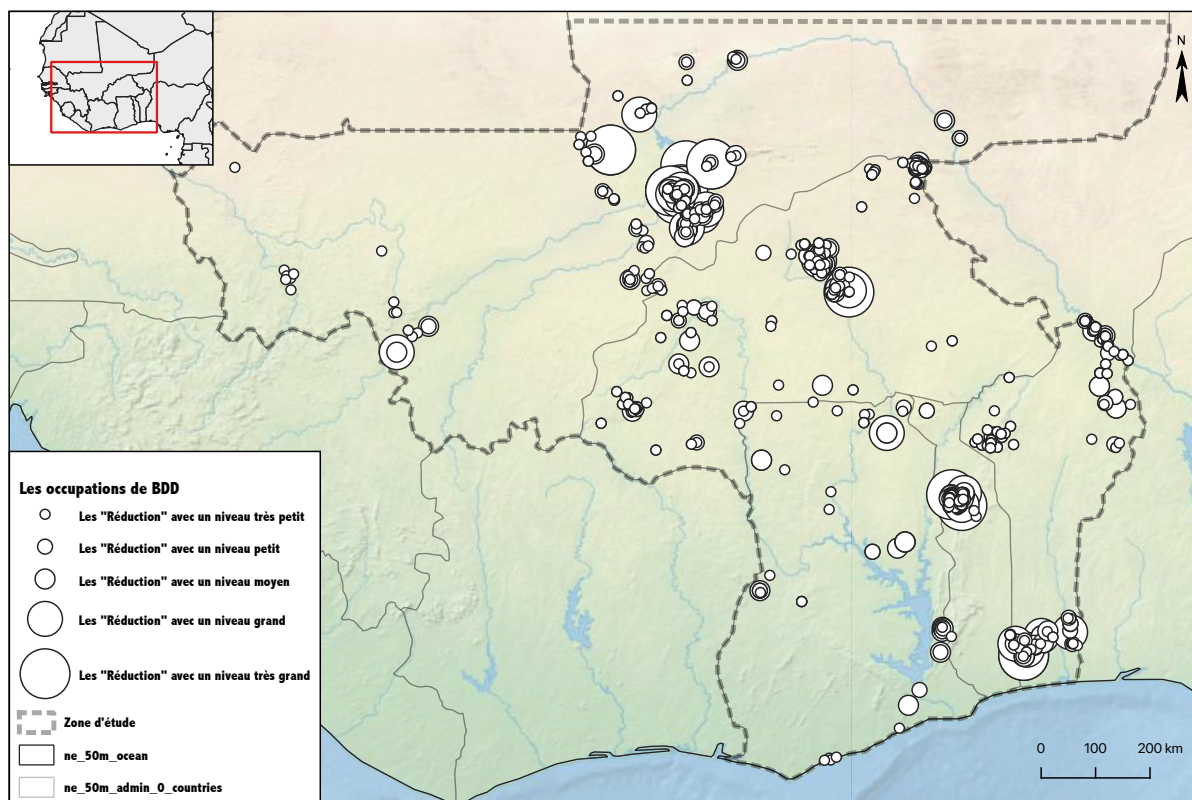 N
Les occupations de BDD
Les "Réduction" avec un niveau très petit
Les "Réduction" avec un niveau petit
Les "Réduction" avec un niveau moyen
Les "Réduction" avec un niveau grand
Les "Réduction" avec un niveau très grand
Zone d'étude
ne_50m_ocean
ne_50m_admin_0_countries
0 100 200 km